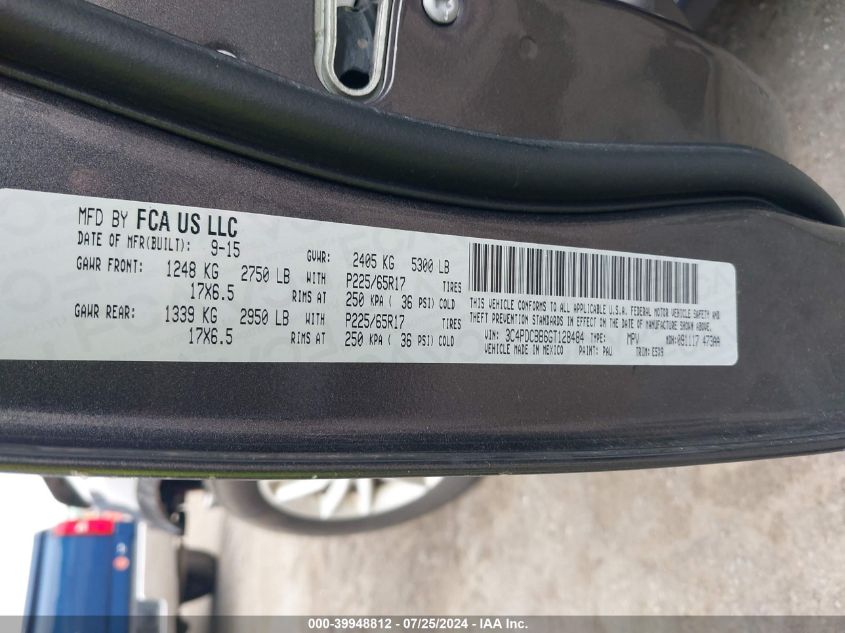 MFD BY FCA US LLC
DATE OF MFR(BUILT): 9-15 GVWR: 2405 KG 5300 LB
GAWR FRONT: 1248 KG 2750 LB WITH P225/65R17 TIRES
17X6.5 RIMS AT 250 KPA ( 36 PSI) COLD
GAWR REAR: 1339 KG 2950 LB WITH P225/65R17 TIRES
17X6.5 RIMS AT 250 KPA ( 36 PSI) COLD
THIS VEHICLE CONFORMS TO ALL APPLICABLE U.S.A. FEDERAL MOTOR VEHICLE SAFETY AND
THEFT PREVENTION STANDARDS IN EFFECT ON THE DATE OF MANUFACTURE SHOWN ABOVE.
VIN: 3C4PDCBB6GT128484 TYPE: MPV MDH: 091117 473AA
VEHICLE MADE IN MEXICO PAINT: PAU TRIM:
000-39948812 - 07/25/2024 - IAA Inc.